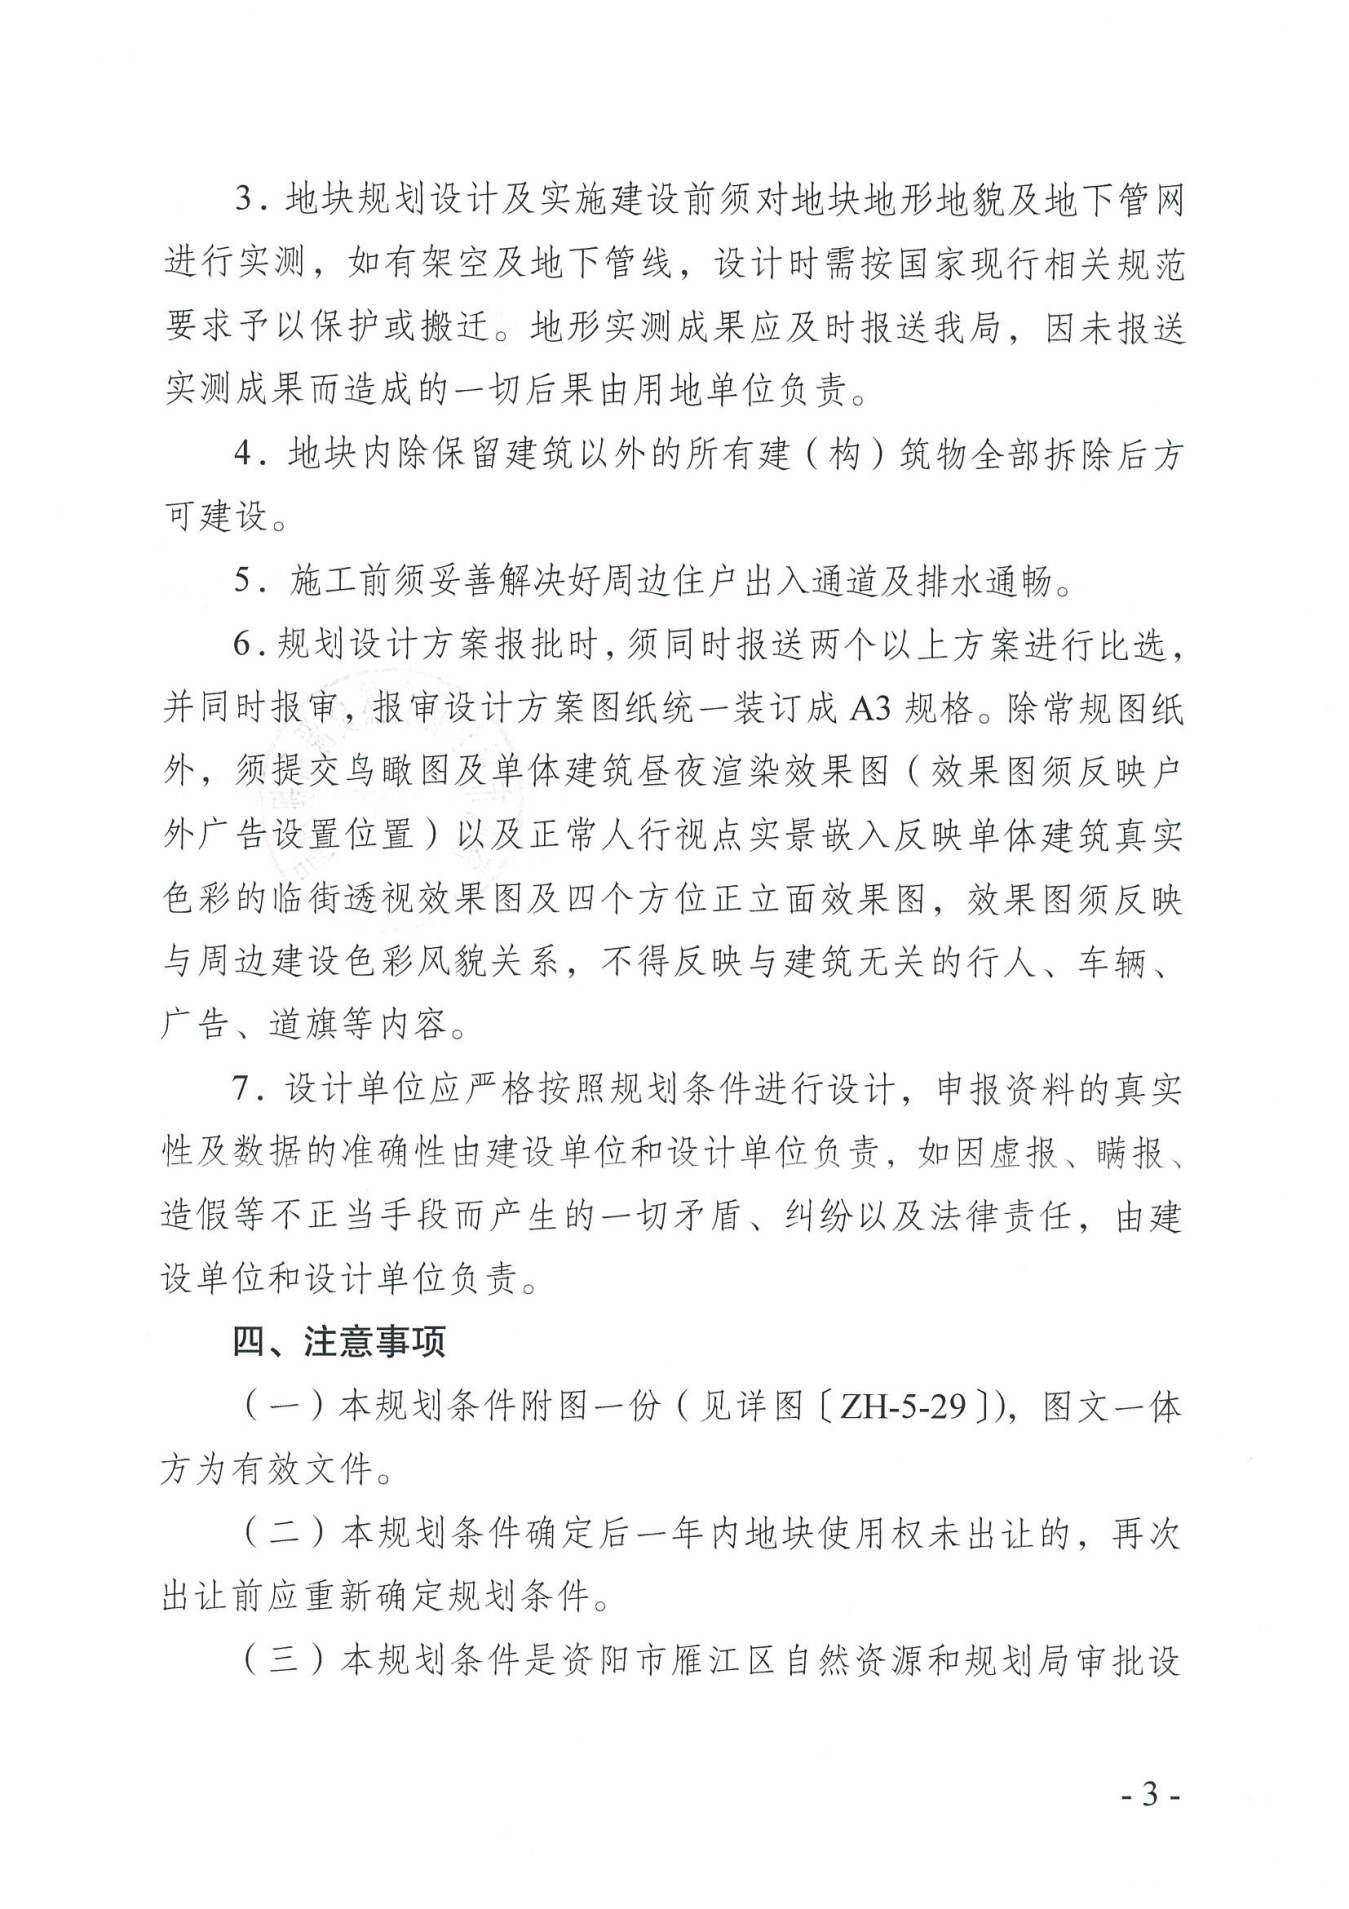 3. 地块规划设计及实施建设前须对地块地形地貌及地下管网
进行实测，如有架空及地下管线，设计时需按国家现行相关规范
要求予以保护或搬迁。地形实测成果应及时报送我局，因未报送
实测成果而造成的一切后果由用地单位负责。
4. 地块内除保留建筑以外的所有建（构）筑物全部拆除后方
可建设。
5. 施工前须妥善解决好周边住户出入通道及排水通畅。
6.规划设计方案报批时,须同时报送两个以上方案进行比选,
并同时报审,报审设计方案图纸统一装订成 A3 规格。除常规图纸
外，须提交鸟瞰图及单体建筑昼夜渲染效果图（效果图须反映户
外广告设置位置）以及正常人行视点实景嵌入反映单体建筑真实
色彩的临街透视效果图及四个方位正立面效果图，效果图须反映
与周边建设色彩风貌关系，不得反映与建筑无关的行人、车辆、
广告、道旗等内容。
7. 设计单位应严格按照规划条件进行设计，申报资料的真实
性及数据的准确性由建设单位和设计单位负责，如因虚报、瞒报、
造假等不正当手段而产生的一切矛盾、纠纷以及法律责任，由建
设单位和设计单位负责。
四、注意事项
（一）本规划条件附图一份（见详图〔ZH-5-29〕），图文一体
方为有效文件。
（二）本规划条件确定后一年内地块使用权未出让的，再次
出让前应重新确定规划条件。
（三）本规划条件是资阳市雁江区自然资源和规划局审批设
- 3 -